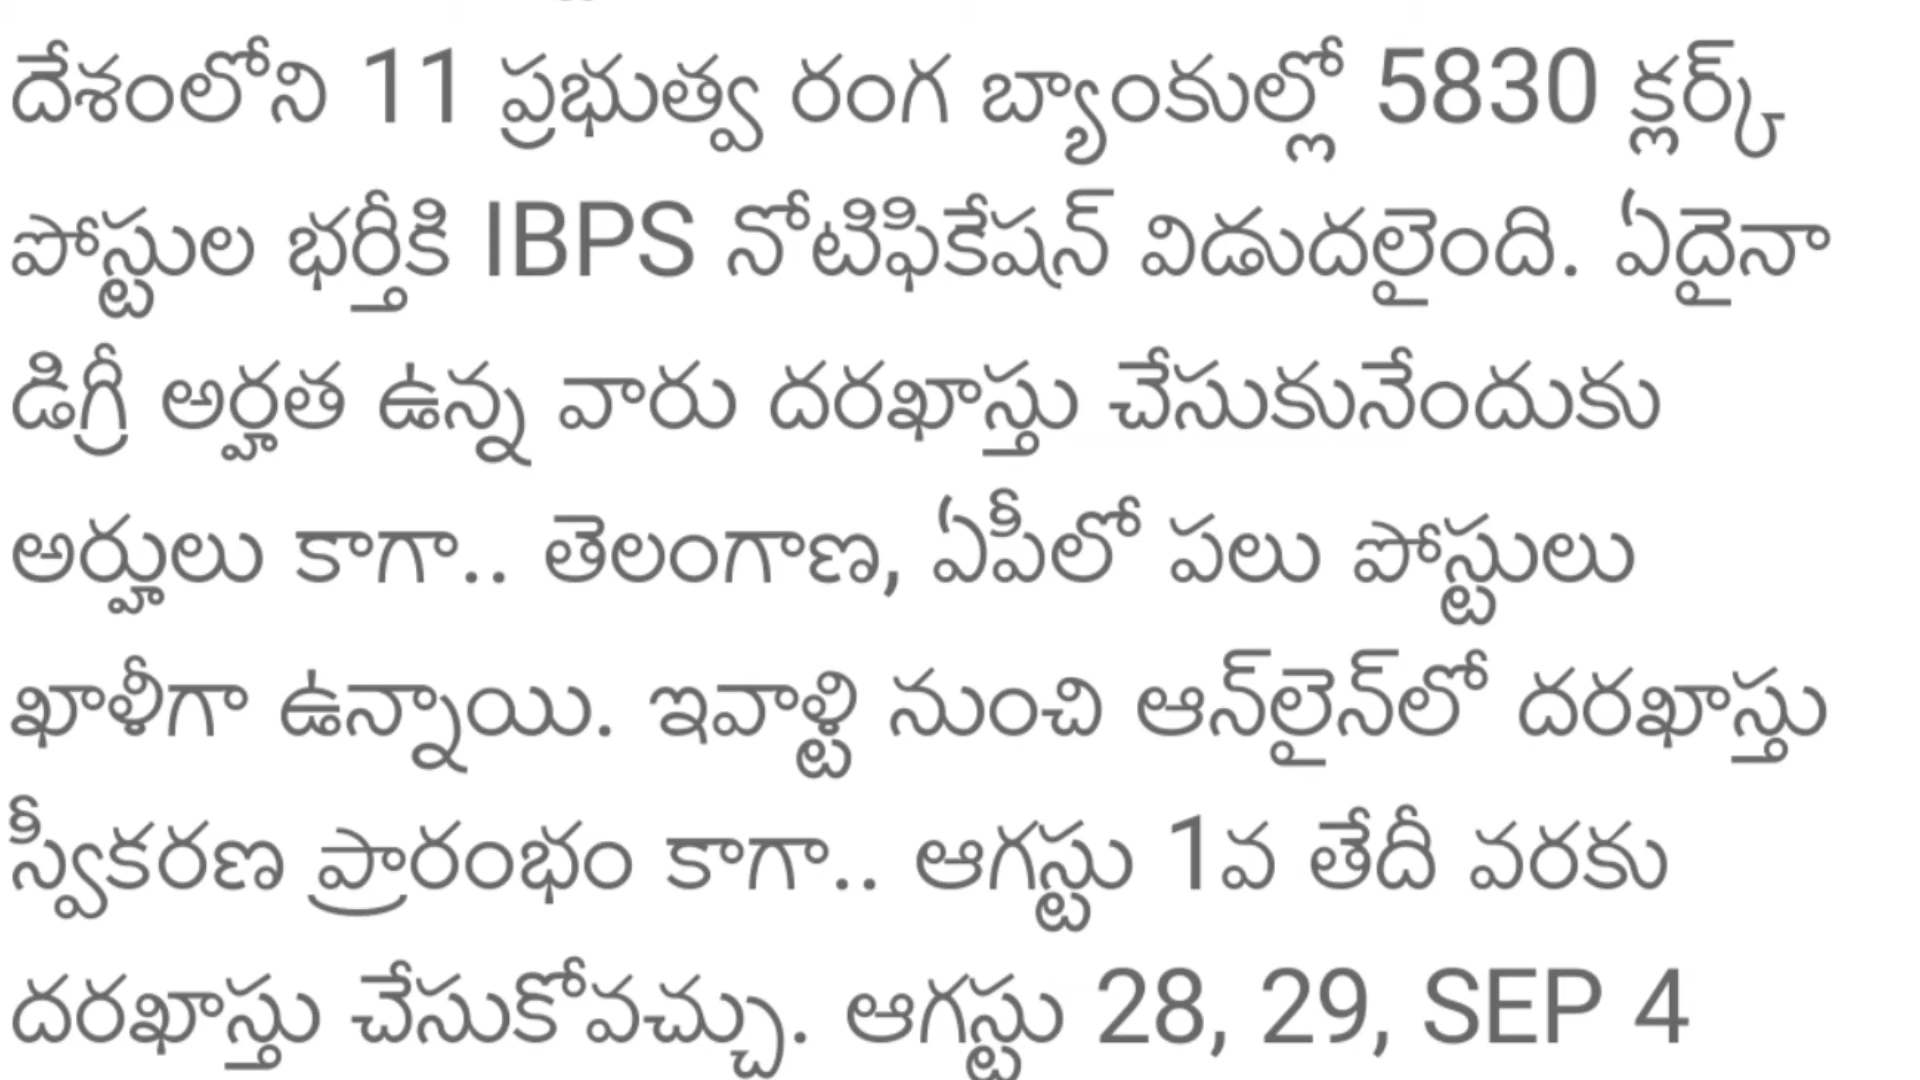 దేశంలోని 11 ప్రభుత్వ రంగ బ్యాంకుల్లో 5830 క్లర్క్
పోస్టుల భర్తీకి IBPS నోటిఫికేషన్ విడుదలైంది. ఏదైనా
డిగ్రీ అర్హత ఉన్న వారు దరఖాస్తు చేసుకునేందుకు
అర్హులు కాగా.. తెలంగాణ, ఏపీలో పలు పోస్టులు
ఖాళీగా ఉన్నాయి. ఇవాళ్టి నుంచి ఆన్‌లైన్‌లో దరఖాస్తు
స్వీకరణ ప్రారంభం కాగా.. ఆగస్టు 1వ తేదీ వరకు
దరఖాస్తు చేసుకోవచ్చు. ఆగస్టు 28, 29, SEP 4